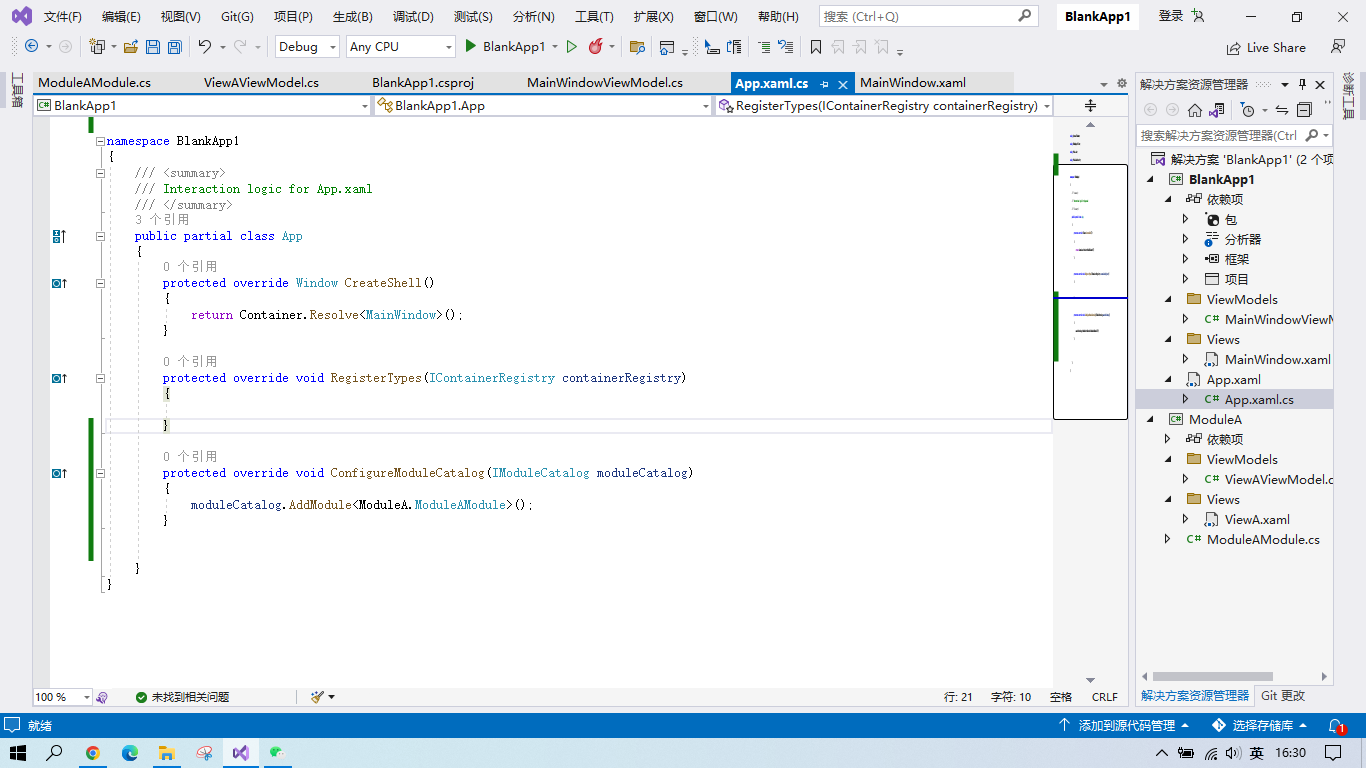 文件(F) 编辑(E) 视图(V) Git(G) 项目(P) 生成(B) 调试(D) 测试(S) 分析(N) 工具(T) 扩展(X) 窗口(W) 帮助(H) 搜索 (Ctrl+Q) BlankApp1 登录
Debug Any CPU BlankApp1 Live Share
工具箱
ModuleAModule.cs ViewAViewModel.cs BlankApp1.csproj MainWindowViewModel.cs App.xaml.cs MainWindow.xaml
BlankApp1 BlankApp1.App RegisterTypes(IContainerRegistry containerRegistry)
namespace BlankApp1
{
/// <summary>
/// Interaction logic for App.xaml
/// </summary>
3 个引用
public partial class App
{
0 个引用
protected override Window CreateShell()
{
return Container.Resolve<MainWindow>();
}
0 个引用
protected override void RegisterTypes(IContainerRegistry containerRegistry)
{
}
0 个引用
protected override void ConfigureModuleCatalog(IModuleCatalog moduleCatalog)
{
moduleCatalog.AddModule<ModuleA.ModuleAModule>();
}
}
}
100 % 未找到相关问题 行: 21 字符: 10 空格 CRLF
解决方案资源管理器
搜索解决方案资源管理器(Ctrl
解决方案 'BlankApp1' (2 个项
BlankApp1
依赖项
包
分析器
框架
项目
ViewModels
MainWindowViewM
Views
MainWindow.xaml
App.xaml
App.xaml.cs
ModuleA
依赖项
ViewModels
ViewAViewModel.c
Views
ViewA.xaml
ModuleAModule.cs
解决方案资源管理器 Git 更改
诊断工具
就绪 添加到源代码管理 选择存储库 1
英 16:30